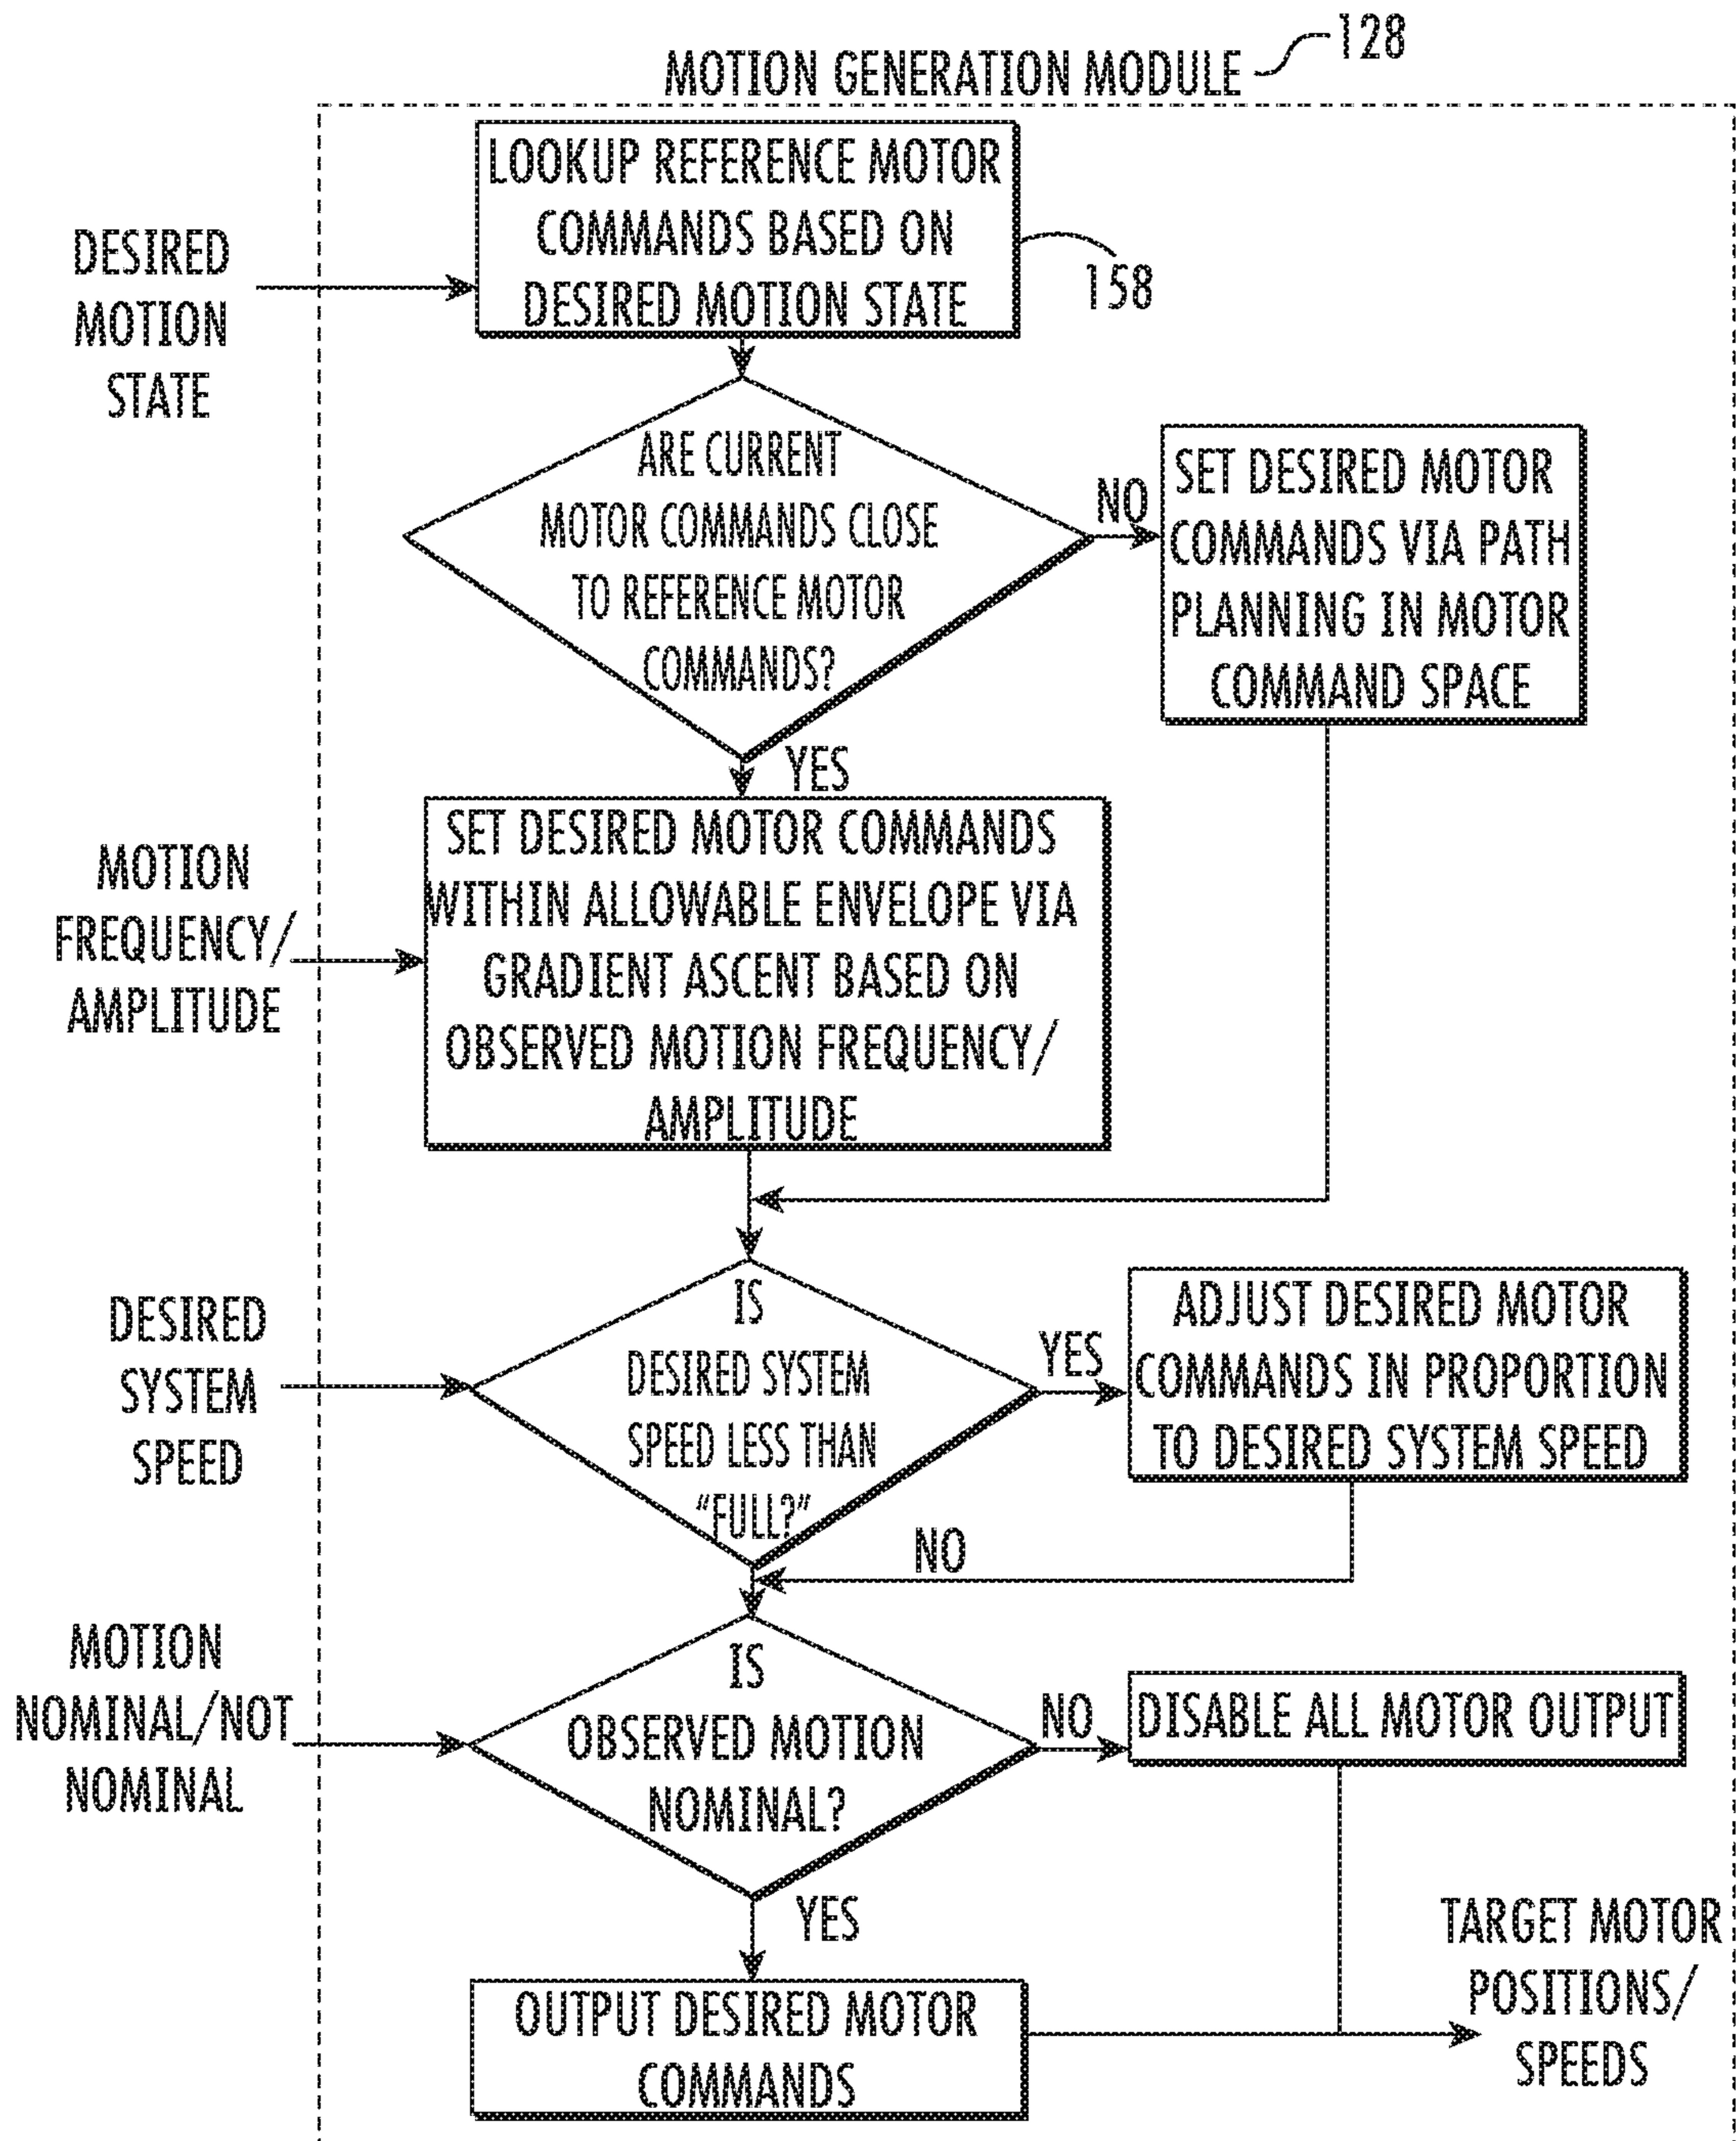 128
MOTION GENERATION MODULE
LOOKUP REFERENCE MOTOR
COMMANDS BASED ON
DESIRED MOTION STATE
158
DESIRED
MOTION
STATE
ARE CURRENT
MOTOR COMMANDS CLOSE
TO REFERENCE MOTOR
COMMANDS?
NO
SET DESIRED MOTOR
COMMANDS VIA PATH
PLANNING IN MOTOR
COMMAND SPACE
YES
MOTION
FREQUENCY/
AMPLITUDE
SET DESIRED MOTOR COMMANDS
WITHIN ALLOWABLE ENVELOPE VIA
GRADIENT ASCENT BASED ON
OBSERVED MOTION FREQUENCY/
AMPLITUDE
DESIRED
SYSTEM
SPEED
IS
DESIRED SYSTEM
SPEED LESS THAN
"FULL?"
YES
ADJUST DESIRED MOTOR
COMMANDS IN PROPORTION
TO DESIRED SYSTEM SPEED
NO
MOTION
NOMINAL/NOT
NOMINAL
IS
OBSERVED MOTION
NOMINAL?
NO
DISABLE ALL MOTOR OUTPUT
YES
OUTPUT DESIRED MOTOR
COMMANDS
TARGET MOTOR
POSITIONS/
SPEEDS